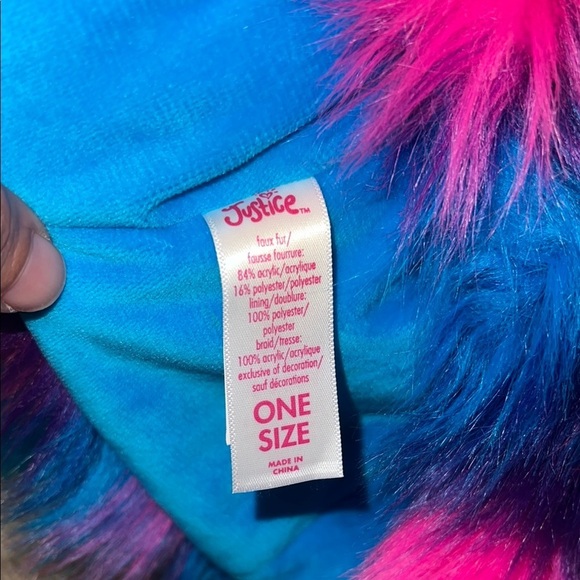 Justice™
faux fur/
fausse fourrure:
84% acrylic/acrylique
16% polyester/polyester
lining/doublure:
100% polyester/
polyester
braid/tresse:
100% acrylic/acrylique
exclusive of decoration/
sauf décorations
ONE
SIZE
MADE IN
CHINA